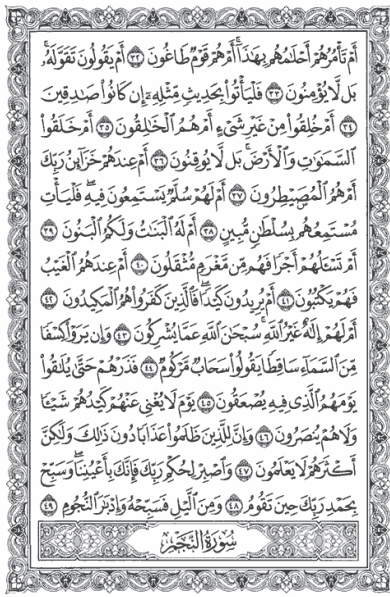 أَمْ تَأْمُرُهُمْ أَحْلَٰمُهُم بِهَٰذَآ ۚ أَمْ هُمْ قَوْمٌ طَاغُونَ ٣٢ أَمْ يَقُولُونَ تَقَوَّلَهُۥ ۚ
بَل لَّا يُؤْمِنُونَ ٣٣ فَلْيَأْتُوا۟ بِحَدِيثٍ مِّثْلِهِۦٓ إِن كَانُوا۟ صَٰدِقِينَ
٣٤ أَمْ خُلِقُوا۟ مِنْ غَيْرِ شَىْءٍ أَمْ هُمُ ٱلْخَٰلِقُونَ ٣٥ أَمْ خَلَقُوا۟
ٱلسَّمَٰوَٰتِ وَٱلْأَرْضَ ۚ بَل لَّا يُوقِنُونَ ٣٦ أَمْ عِندَهُمْ خَزَآئِنُ رَبِّكَ
أَمْ هُمُ ٱلْمُصَۣيْطِرُونَ ٣٧ أَمْ لَهُمْ سُلَّمٌ يَسْتَمِعُونَ فِيهِ ۖ فَلْيَأْتِ
مُسْتَمِعُهُم بِسُلْطَٰنٍ مُّبِينٍ ٣٨ أَمْ لَهُ ٱلْبَنَٰتُ وَلَكُمُ ٱلْبَنُونَ ٣٩
أَمْ تَسْـَٔلُهُمْ أَجْرًا فَهُم مِّن مَّغْرَمٍ مُّثْقَلُونَ ٤٠ أَمْ عِندَهُمُ ٱلْغَيْبُ
فَهُمْ يَكْتُبُونَ ٤١ أَمْ يُرِيدُونَ كَيْدًا ۖ فَٱلَّذِينَ كَفَرُوا۟ هُمُ ٱلْمَكِيدُونَ ٤٢
أَمْ لَهُمْ إِلَٰهٌ غَيْرُ ٱللَّهِ ۚ سُبْحَٰنَ ٱللَّهِ عَمَّا يُشْرِكُونَ ٤٣ وَإِن يَرَوْا۟ كِسْفًا
مِّنَ ٱلسَّمَآءِ سَاقِطًا يَقُولُوا۟ سَحَابٌ مَّرْكُومٌ ٤٤ فَذَرْهُمْ حَتَّىٰ يُلَٰقُوا۟
يَوْمَهُمُ ٱلَّذِى فِيهِ يُصْعَقُونَ ٤٥ يَوْمَ لَا يُغْنِى عَنْهُمْ كَيْدُهُمْ شَيْـًٔا
وَلَا هُمْ يُنصَرُونَ ٤٦ وَإِنَّ لِلَّذِينَ ظَلَمُوا۟ عَذَابًا دُونَ ذَٰلِكَ وَلَٰكِنَّ
أَكْثَرَهُمْ لَا يَعْلَمُونَ ٤٧ وَٱصْبِرْ لِحُكْمِ رَبِّكَ فَإِنَّكَ بِأَعْيُنِنَا ۖ وَسَبِّحْ
بِحَمْدِ رَبِّكَ حِينَ تَقُومُ ٤٨ وَمِنَ ٱلَّيْلِ فَسَبِّحْهُ وَإِدْبَٰرَ ٱلنُّجُومِ ٤٩
سُورَةُ النَّجْمِ